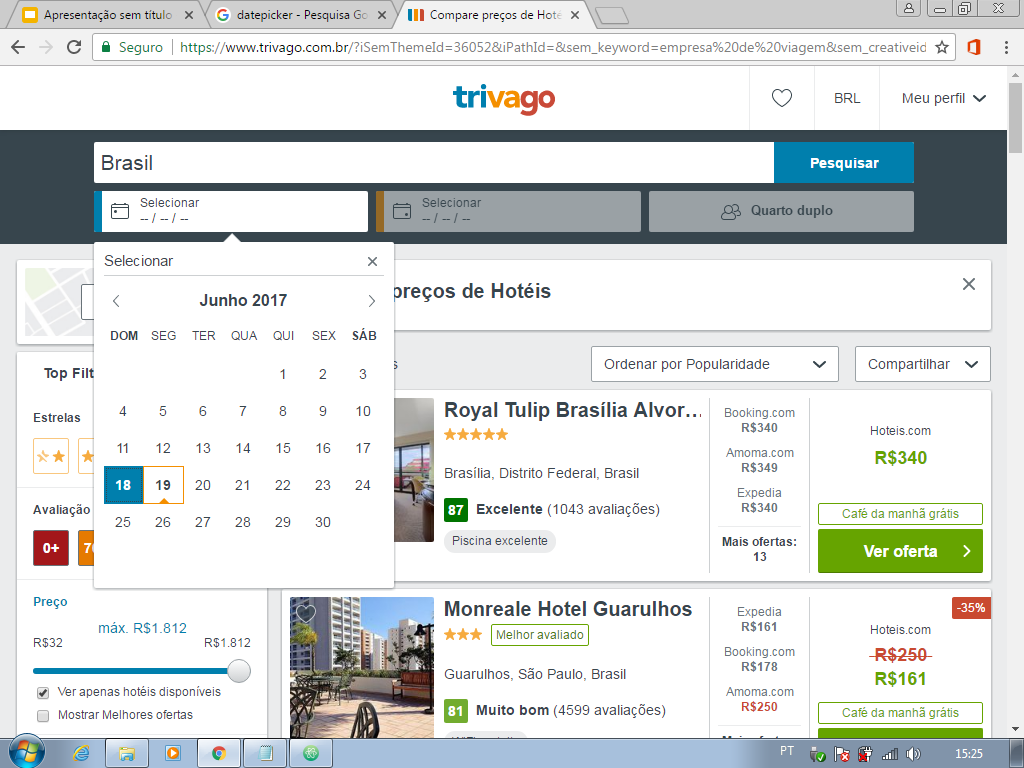 Apresentação sem título
datepicker - Pesquisa Go
Compare preços de Hoté
Seguro
https://www.trivago.com.br/?iSemThemeId=36052&iPathId=&sem_keyword=empresa%20de%20viagem&sem_creativeid
trivago
BRL
Meu perfil
Brasil
Pesquisar
Selecionar
-- / -- / --
Selecionar
-- / -- / --
Quarto duplo
Selecionar
Junho 2017
DOM SEG TER QUA QUI SEX SÁB
1 2 3
4 5 6 7 8 9 10
11 12 13 14 15 16 17
18 19 20 21 22 23 24
25 26 27 28 29 30
preços de Hotéis
Ordenar por Popularidade
Compartilhar
Top Filt
Estrelas
Avaliação
0+
Preço
máx. R$1.812
R$32
R$1.812
Ver apenas hotéis disponíveis
Mostrar Melhores ofertas
Royal Tulip Brasília Alvor...
Brasília, Distrito Federal, Brasil
87 Excelente (1043 avaliações)
Piscina excelente
Booking.com
R$340
Amoma.com
R$349
Expedia
R$340
Mais ofertas:
13
Hoteis.com
R$340
Café da manhã grátis
Ver oferta
Monreale Hotel Guarulhos
Melhor avaliado
Guarulhos, São Paulo, Brasil
81 Muito bom (4599 avaliações)
Expedia
R$161
Booking.com
R$178
Amoma.com
R$250
-35%
Hoteis.com
R$250
R$161
Café da manhã grátis
PT
15:25